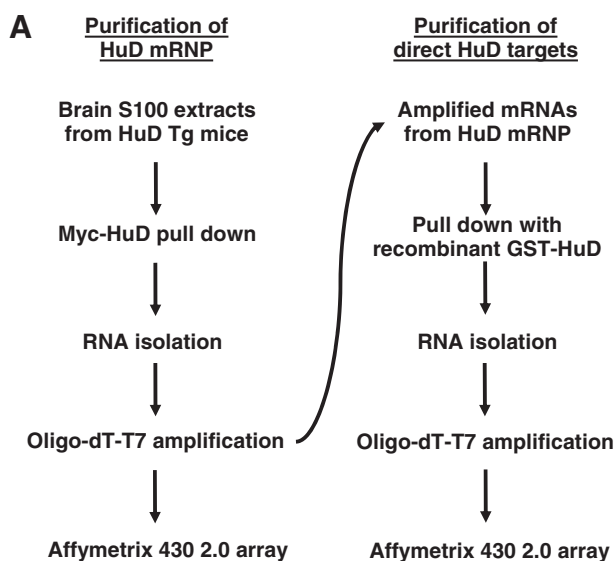 A
Purification of
HuD mRNP
Brain S100 extracts
from HuD Tg mice
Myc-HuD pull down
RNA isolation
Oligo-dT-T7 amplification
Affymetrix 430 2.0 array
Purification of
direct HuD targets
Amplified mRNAs
from HuD mRNP
Pull down with
recombinant GST-HuD
RNA isolation
Oligo-dT-T7 amplification
Affymetrix 430 2.0 array